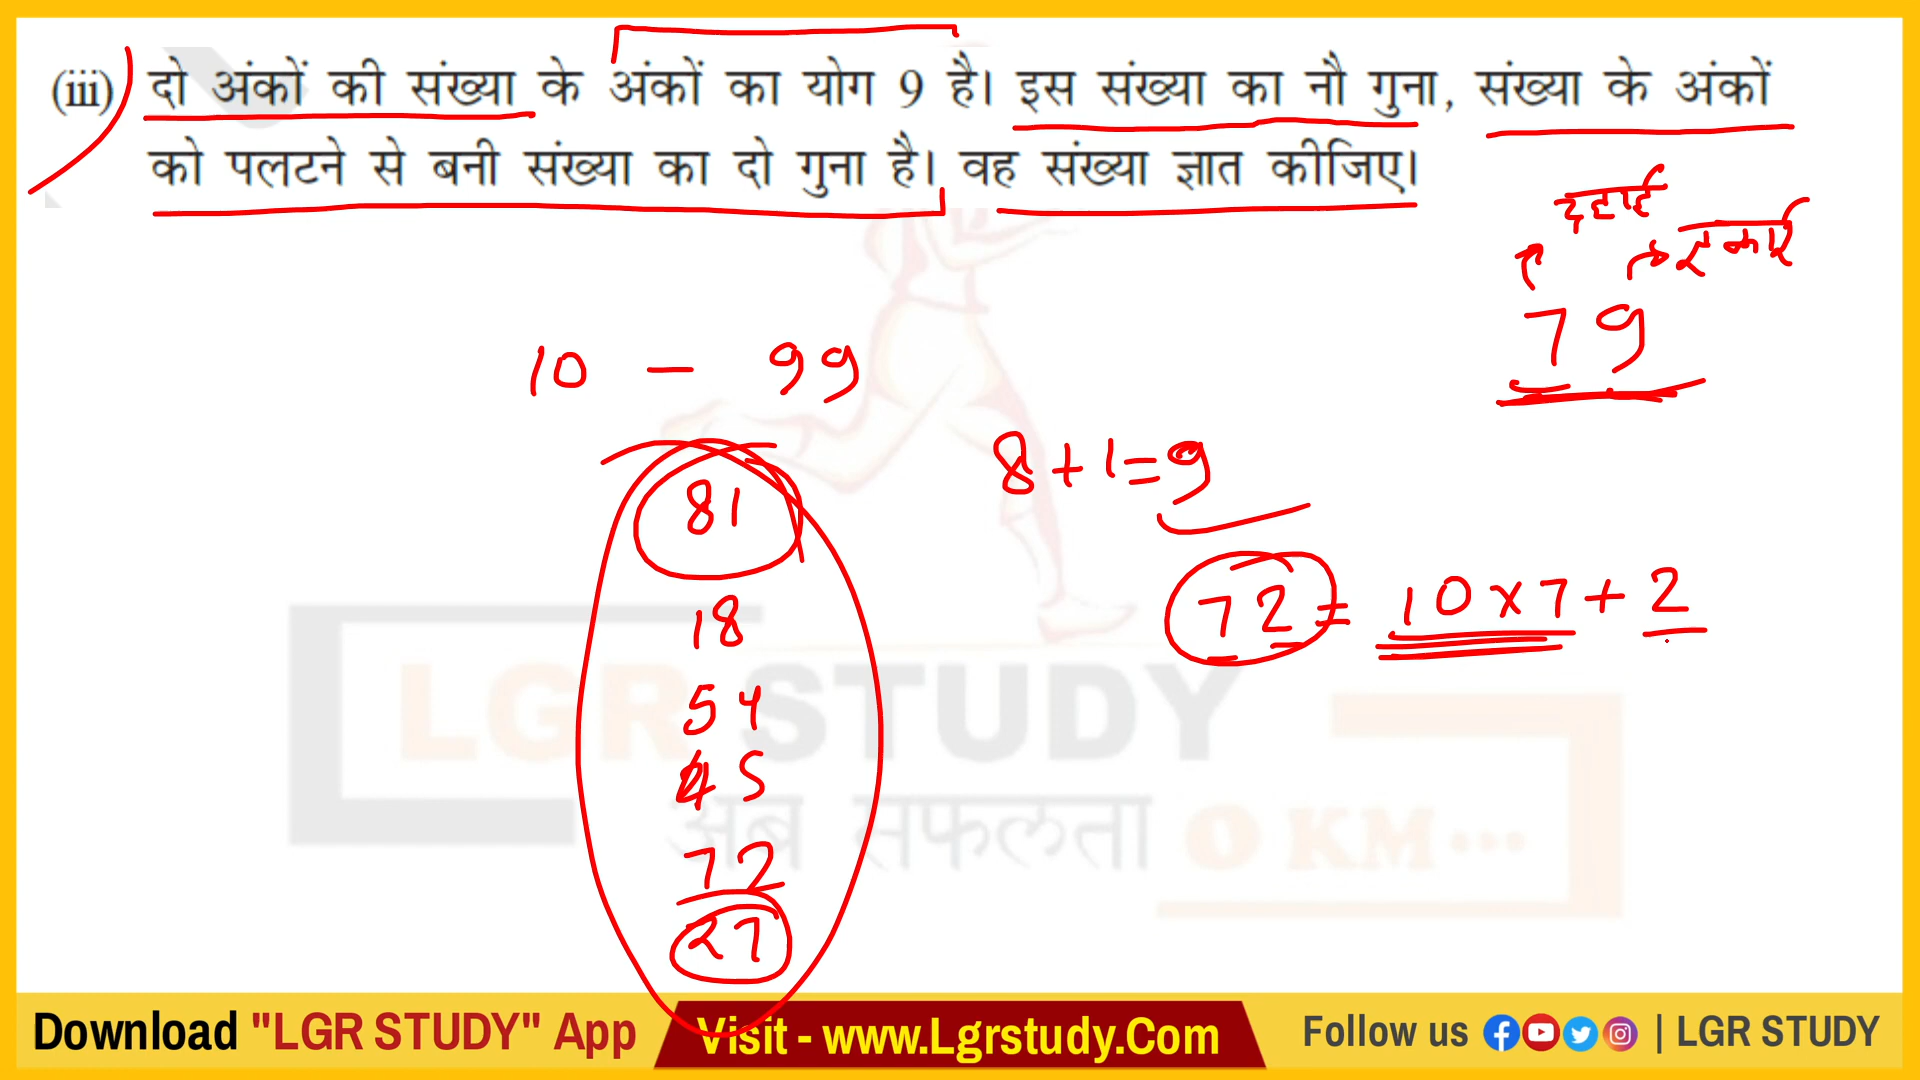 (iii) दो अंकों की संख्या के अंकों का योग 9 है। इस संख्या का नौ गुना, संख्या के अंकों
को पलटने से बनी संख्या का दो गुना है। वह संख्या ज्ञात कीजिए।
दहाई
इकाई
79
10 - 99
8+1=9
81
72 = 10×7+2
18
54
45
72
27
LGR STUDY
अब सफलता 0 KM...
Download "LGR STUDY" App
Visit - www.Lgrstudy.Com
Follow us | LGR STUDY